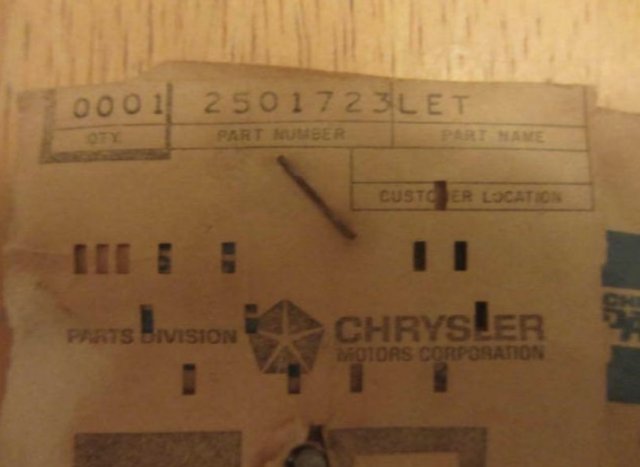 0001 2501723LET
QTY. PART NUMBER PART NAME
CUSTOMER LOCATION
PARTS DIVISION CHRYSLER
MOTORS CORPORATION